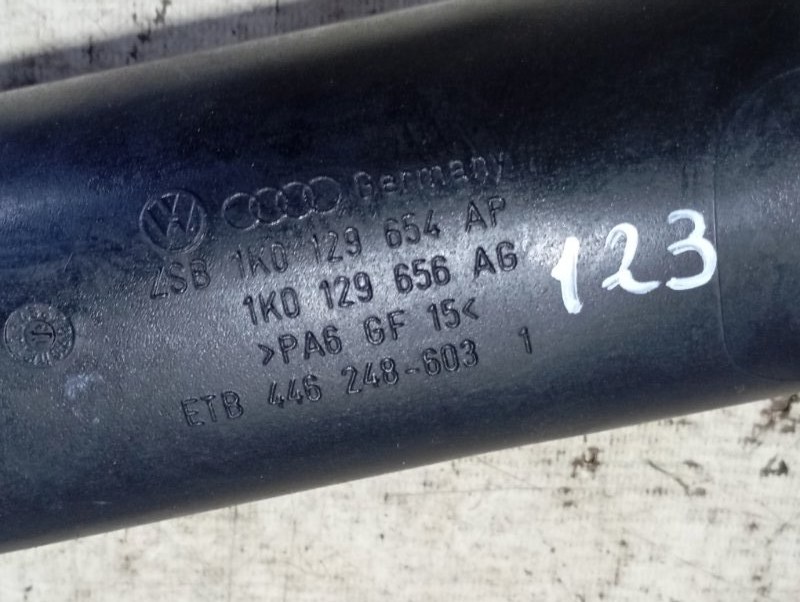 Germany
ZSB 1K0 129 654 AP
1K0 129 656 AG
>PA6 GF 15<
ETB 446 248-603 1
123